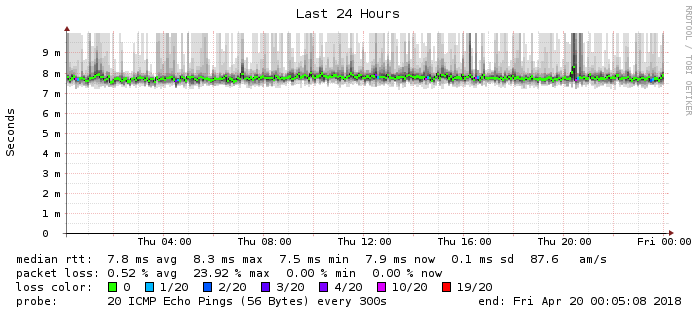 Last 24 Hours
RRDTOOL / TOBI OETIKER
Seconds
9 m
8 m
7 m
6 m
5 m
4 m
3 m
2 m
1 m
0
Thu 04:00 Thu 08:00 Thu 12:00 Thu 16:00 Thu 20:00 Fri 00:00
median rtt: 7.8 ms avg 8.3 ms max 7.5 ms min 7.9 ms now 0.1 ms sd 87.6 am/s
packet loss: 0.52 % avg 23.92 % max 0.00 % min 0.00 % now
loss color: 0 1/20 2/20 3/20 4/20 10/20 19/20
probe: 20 ICMP Echo Pings (56 Bytes) every 300s end: Fri Apr 20 00:05:08 2018